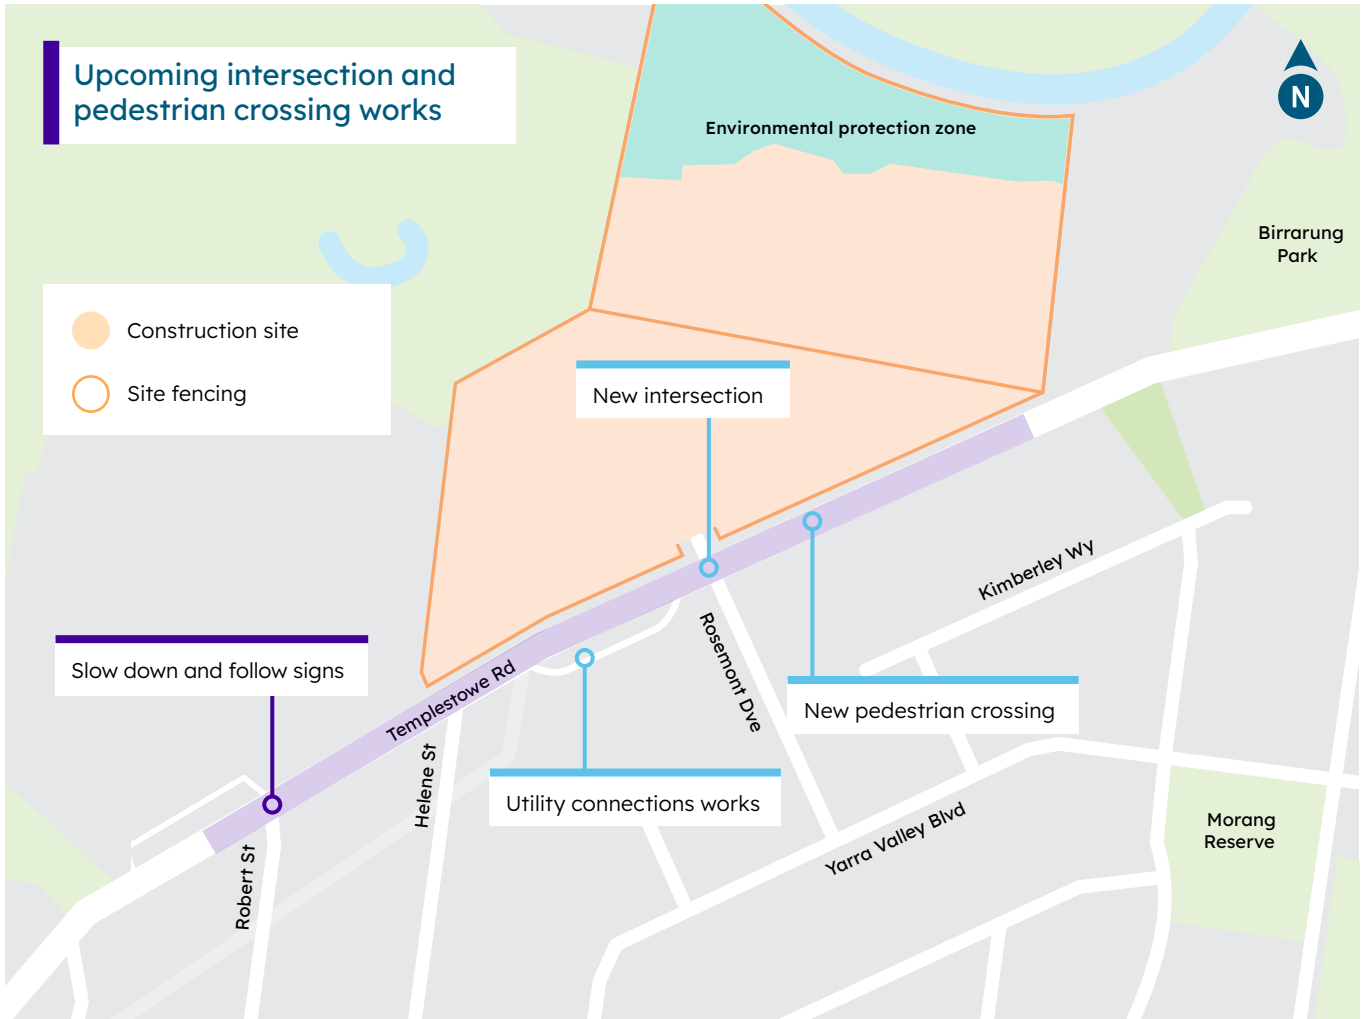 Upcoming intersection and
pedestrian crossing works
N
Environmental protection zone
Birrarung
Park
Construction site
Site fencing
New intersection
Kimberley Wy
Slow down and follow signs
Templestowe Rd
Rosemont Dve
New pedestrian crossing
Helene St
Utility connections works
Robert St
Yarra Valley Blvd
Morang
Reserve